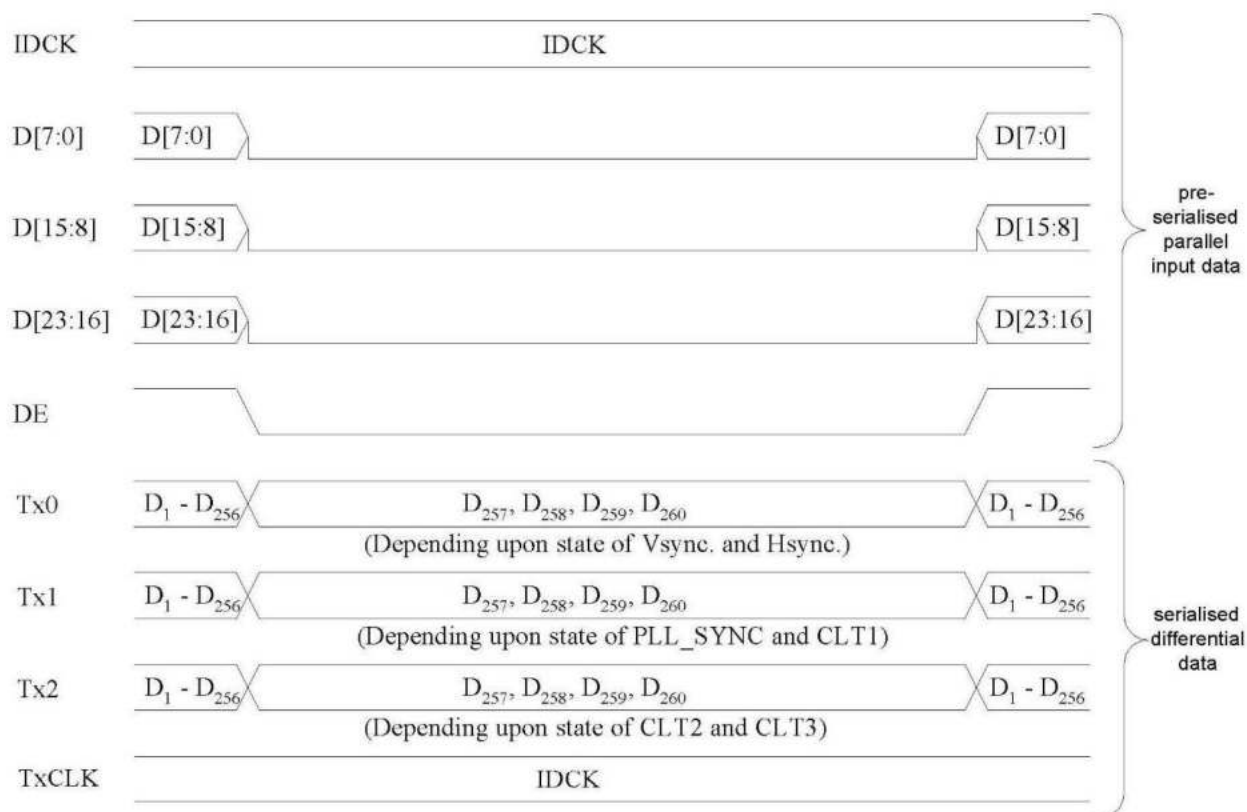 IDCK IDCK
D[7:0] D[7:0] D[7:0]
D[15:8] D[15:8] D[15:8]
D[23:16] D[23:16] D[23:16]
DE
pre-
serialised
parallel
input data
Tx0 D₁ - D₂₅₆ D₂₅₇, D₂₅₈, D₂₅₉, D₂₆₀ D₁ - D₂₅₆
(Depending upon state of Vsync. and Hsync.)
Tx1 D₁ - D₂₅₆ D₂₅₇, D₂₅₈, D₂₅₉, D₂₆₀ D₁ - D₂₅₆
(Depending upon state of PLL_SYNC and CLT1)
Tx2 D₁ - D₂₅₆ D₂₅₇, D₂₅₈, D₂₅₉, D₂₆₀ D₁ - D₂₅₆
(Depending upon state of CLT2 and CLT3)
TxCLK IDCK
serialised
differential
data